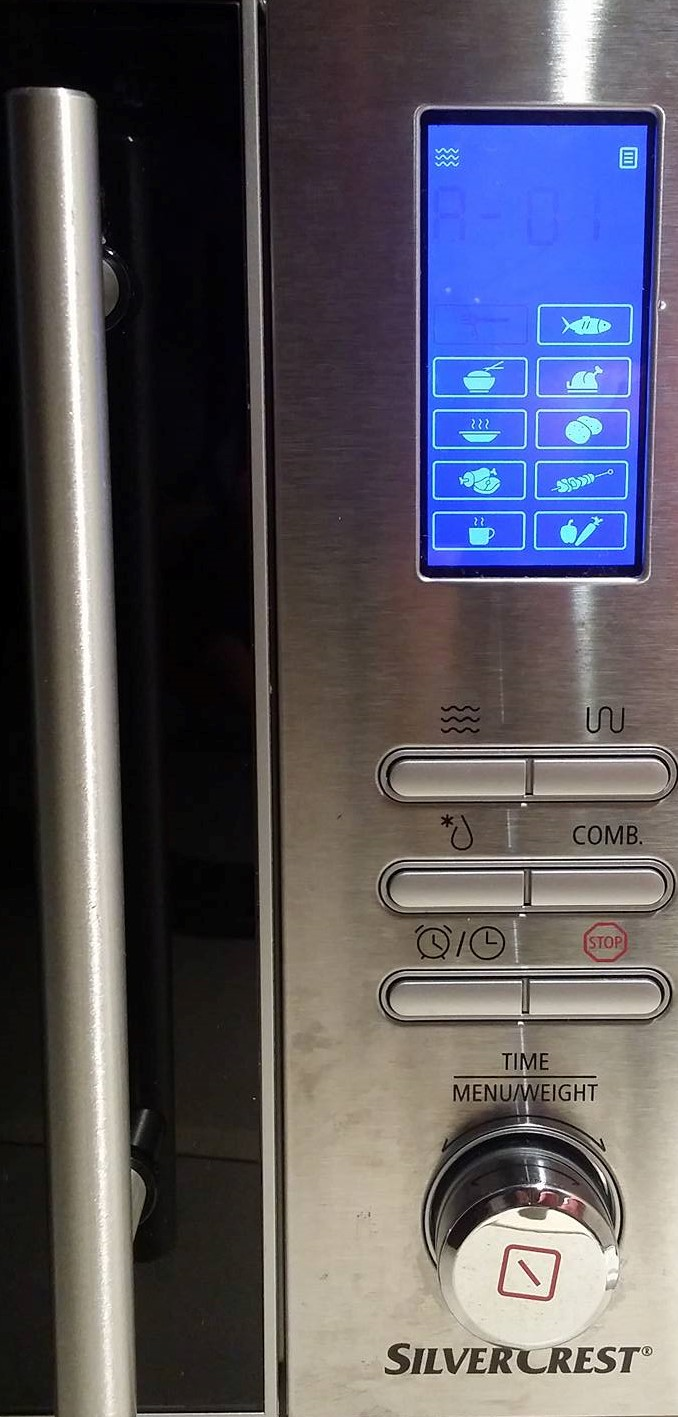 A-01
COMB.
STOP
TIME
MENU/WEIGHT
SILVERCREST®